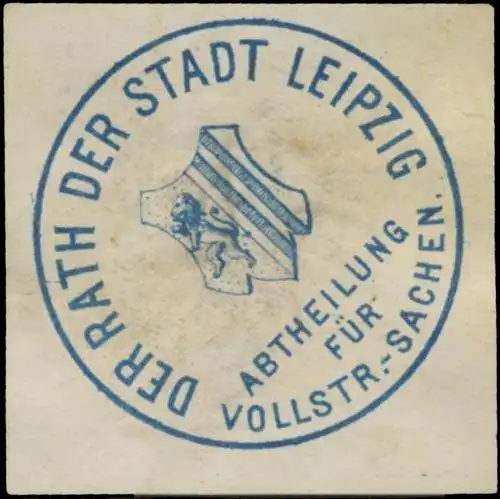 DER RATH DER STADT LEIPZIG
ABTHEILUNG
FÜR
VOLLSTR.-SACHEN.